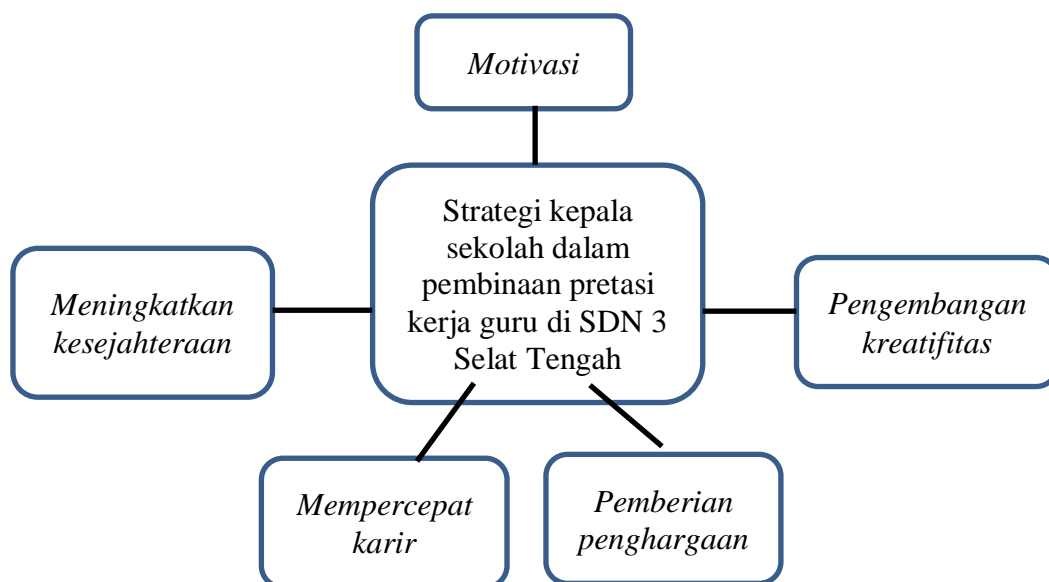 Motivasi
Strategi kepala
sekolah dalam
pembinaan pretasi
kerja guru di SDN 3
Selat Tengah
Meningkatkan
kesejahteraan
Pengembangan
kreatifitas
Mempercepat
karir
Pemberian
penghargaan